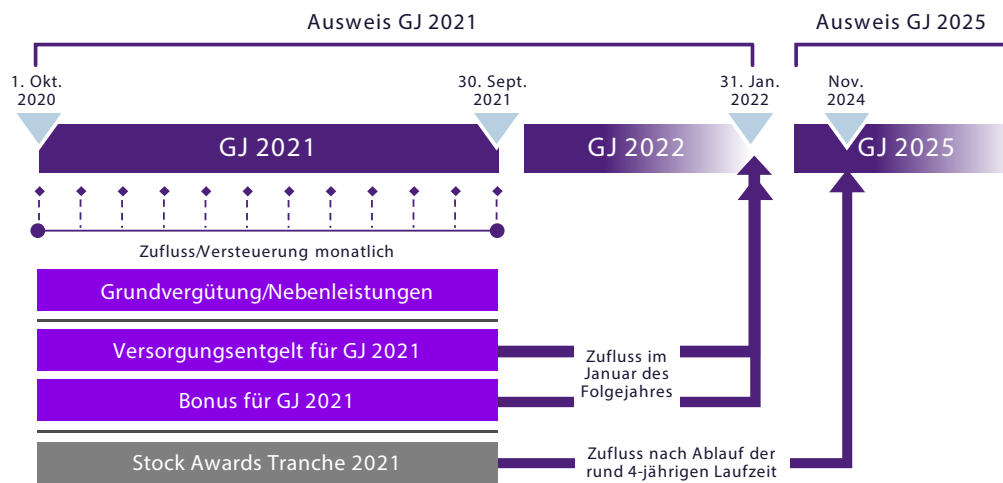 Ausweis GJ 2021
Ausweis GJ 2025
1. Okt.
2020
30. Sept.
2021
31. Jan.
2022
Nov.
2024
GJ 2021
GJ 2022
GJ 2025
Zufluss/Versteuerung monatlich
Grundvergütung/Nebenleistungen
Versorgungsentgelt für GJ 2021
Bonus für GJ 2021
Zufluss im
Januar des
Folgejahres
Stock Awards Tranche 2021
Zufluss nach Ablauf der
rund 4-jährigen Laufzeit